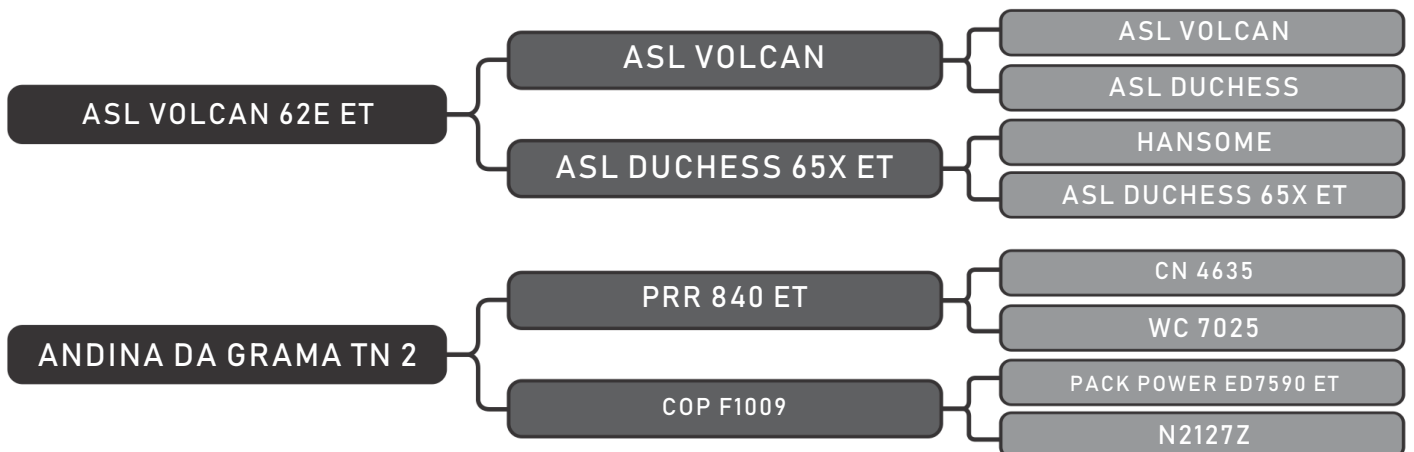 ASL VOLCAN 62E ET
ASL VOLCAN
ASL DUCHESS 65X ET
ASL VOLCAN
ASL DUCHESS
HANSOME
ASL DUCHESS 65X ET
ANDINA DA GRAMA TN 2
PRR 840 ET
COP F1009
CN 4635
WC 7025
PACK POWER ED7590 ET
N2127Z